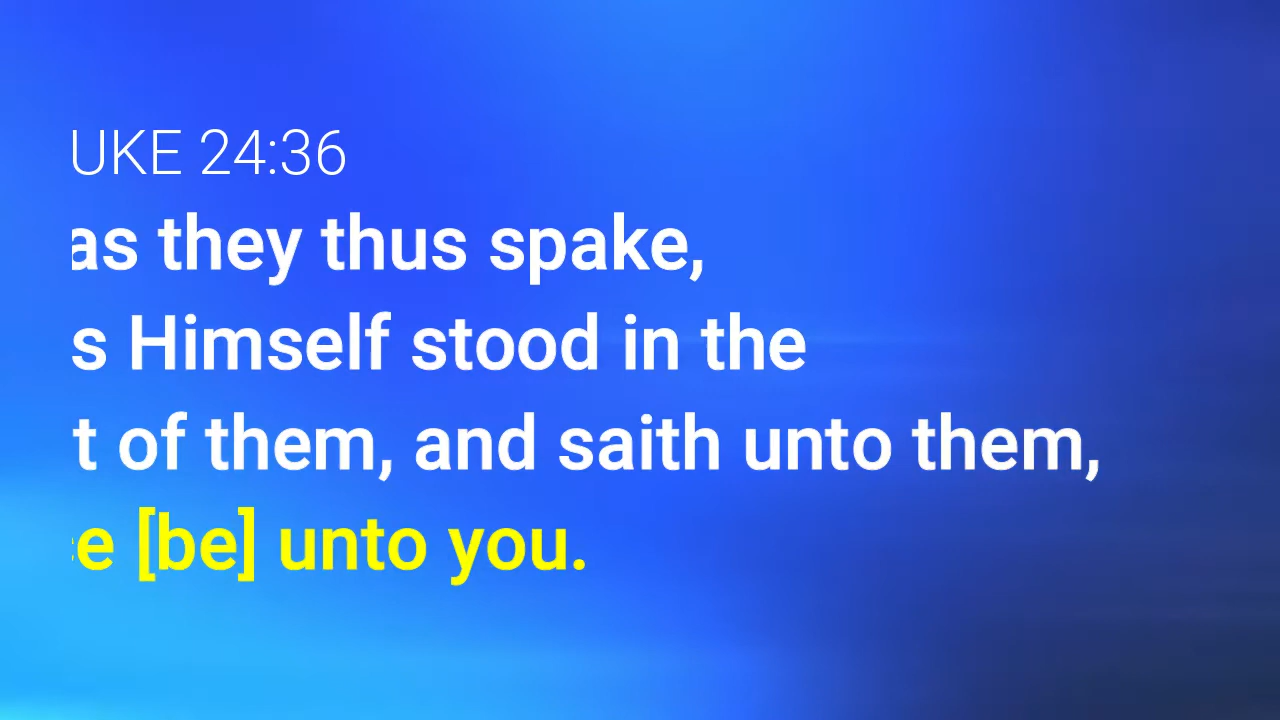 UKE 24:36
as they thus spake,
s Himself stood in the
t of them, and saith unto them,
e [be] unto you.